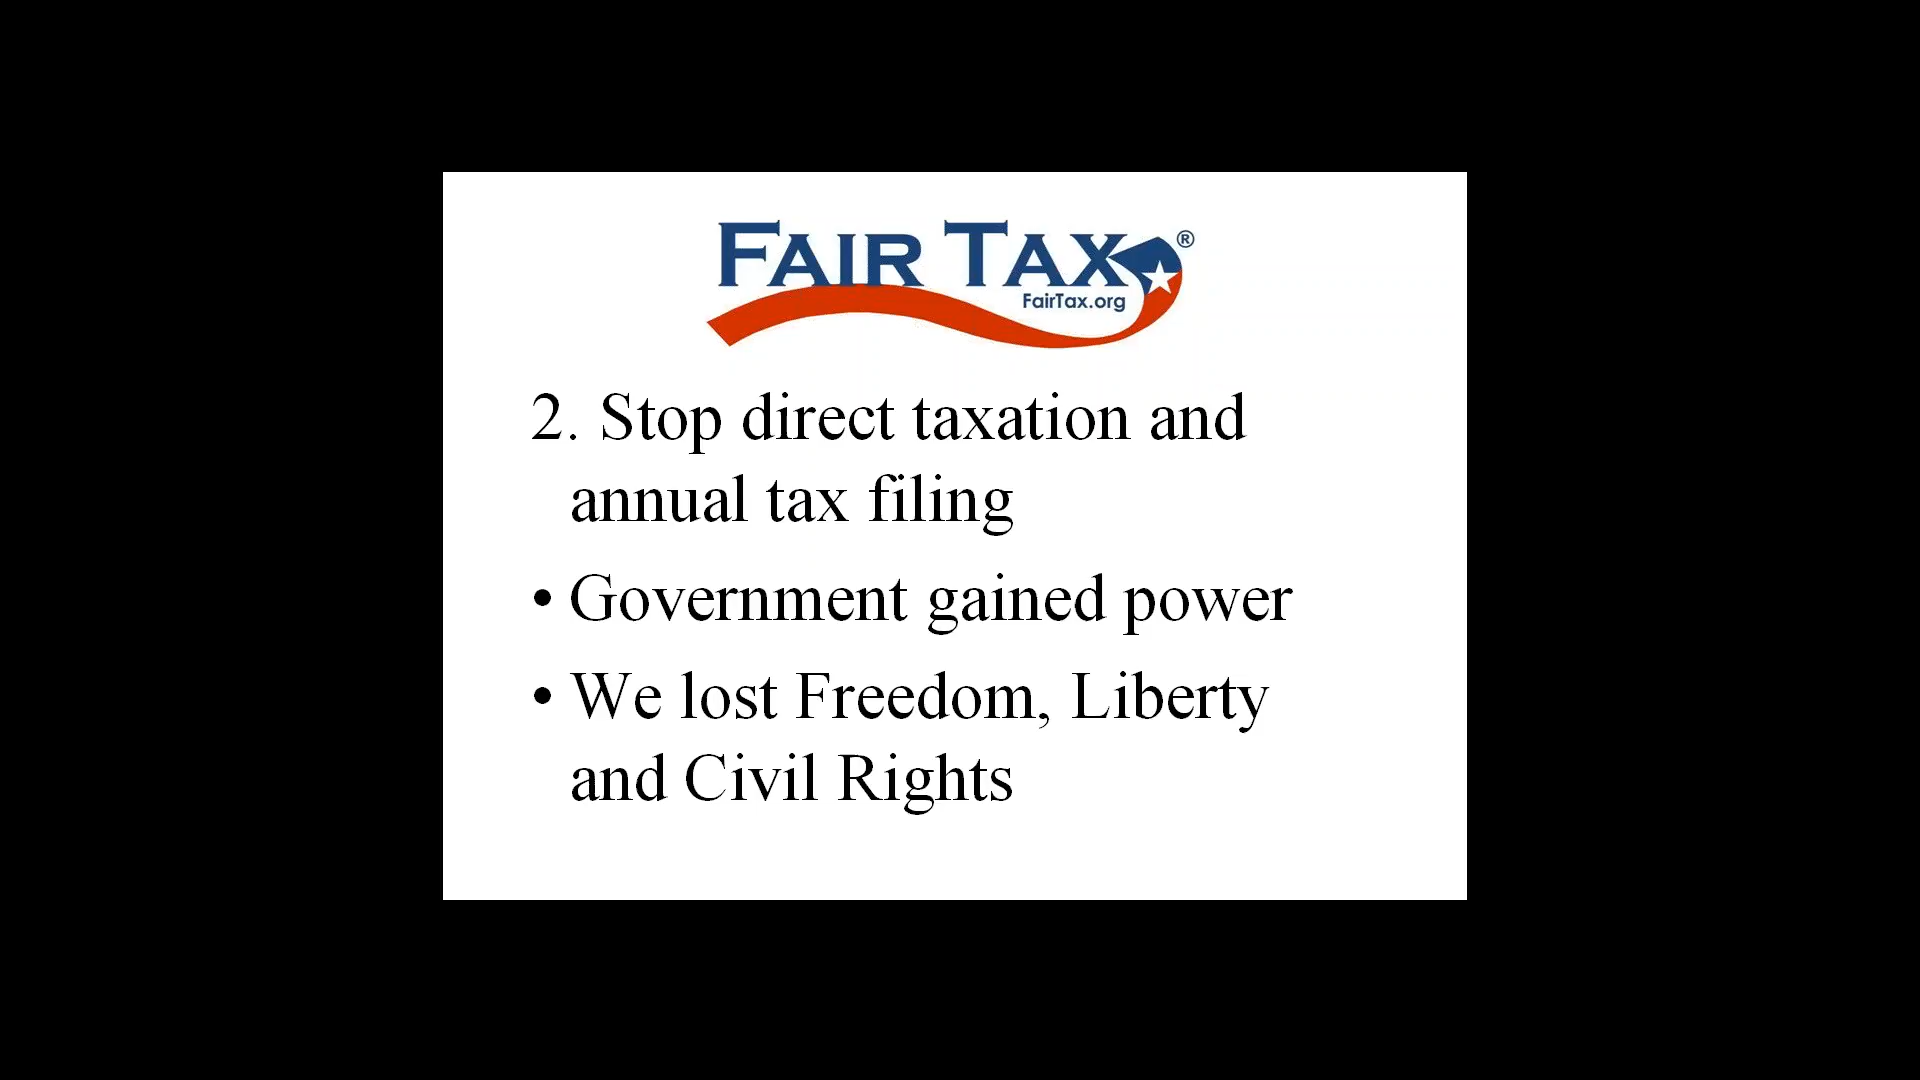 FAIR TAX®
FairTax.org
2. Stop direct taxation and
annual tax filing
• Government gained power
• We lost Freedom, Liberty
and Civil Rights